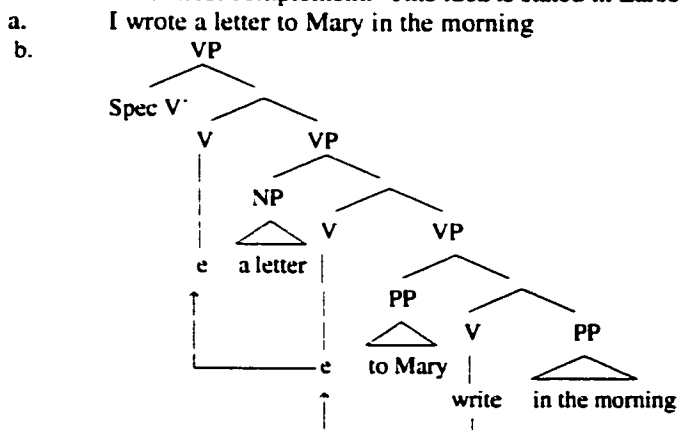 a. I wrote a letter to Mary in the morning
b. VP
Spec V'
V VP
NP
V VP
e a letter
PP
V PP
e to Mary
write in the morning